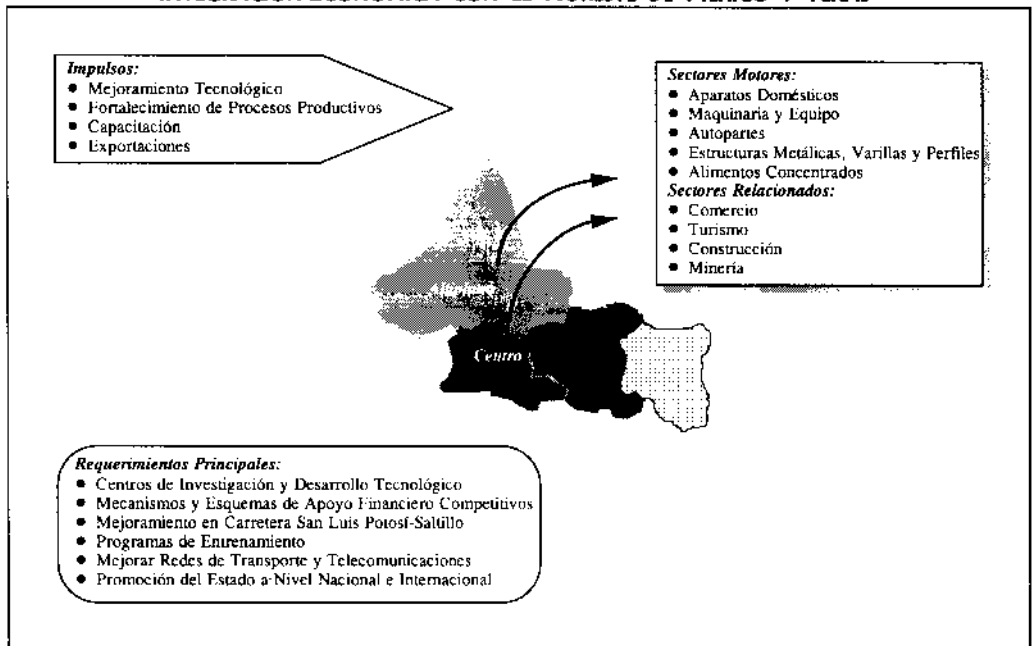 Impulsos:
● Mejoramiento Tecnológico
● Fortalecimiento de Procesos Productivos
● Capacitación
● Exportaciones
Sectores Motores:
● Aparatos Domésticos
● Maquinaria y Equipo
● Autopartes
● Estructuras Metálicas, Varillas y Perfiles
● Alimentos Concentrados
Sectores Relacionados:
● Comercio
● Turismo
● Construcción
● Minería
Altiplano
Centro
Requerimientos Principales:
● Centros de Investigación y Desarrollo Tecnológico
● Mecanismos y Esquemas de Apoyo Financiero Competitivos
● Mejoramiento en Carretera San Luis Potosí-Saltillo
● Programas de Entrenamiento
● Mejorar Redes de Transporte y Telecomunicaciones
● Promoción del Estado a Nivel Nacional e Internacional